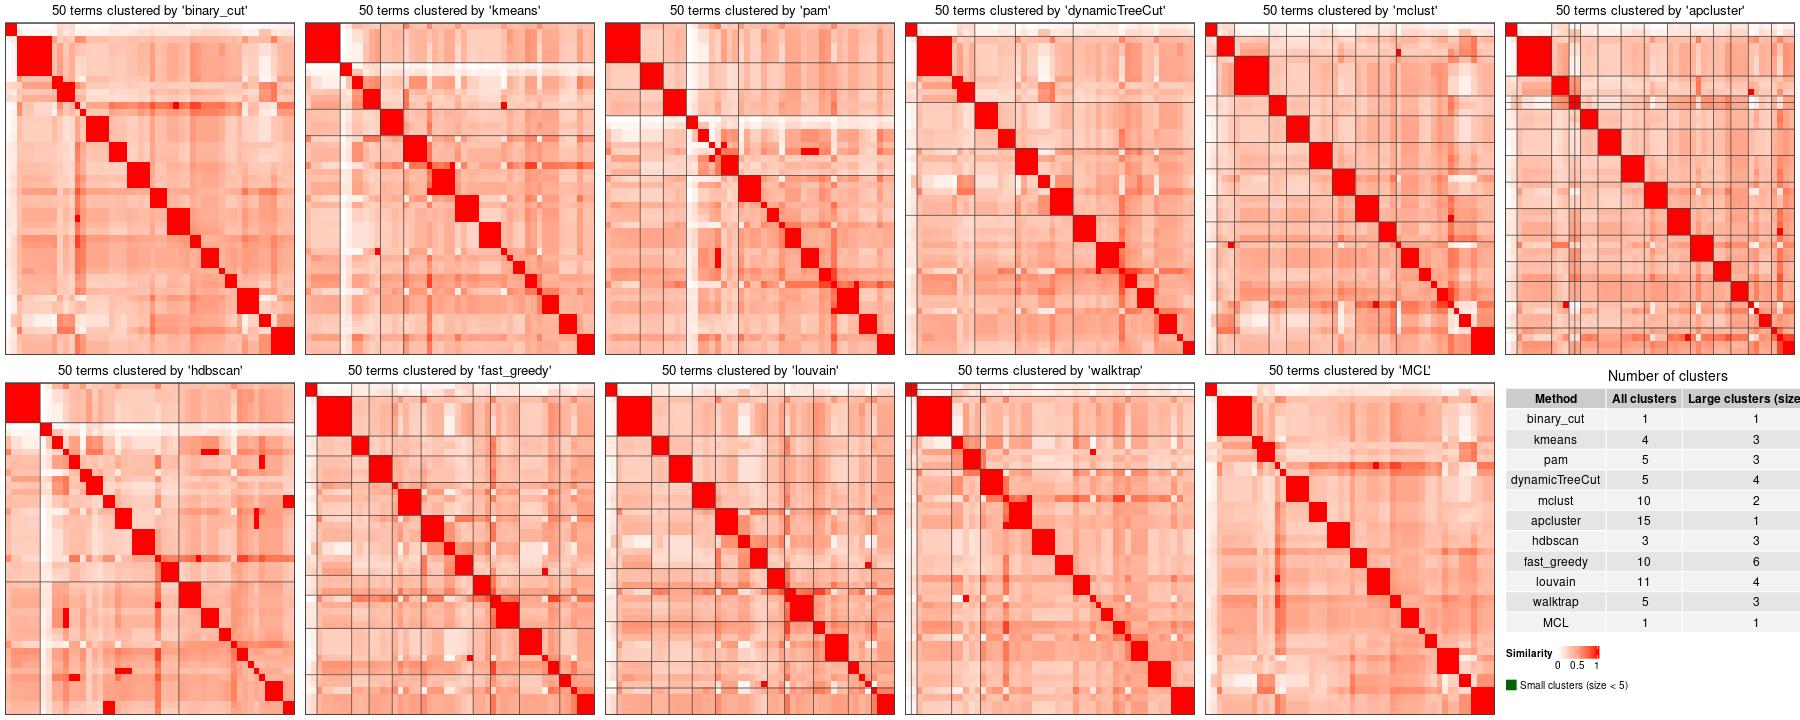 50 terms clustered by 'binary_cut'
50 terms clustered by 'kmeans'
50 terms clustered by 'pam'
50 terms clustered by 'dynamicTreeCut'
50 terms clustered by 'mclust'
50 terms clustered by 'apcluster'
50 terms clustered by 'hdbscan'
50 terms clustered by 'fast_greedy'
50 terms clustered by 'louvain'
50 terms clustered by 'walktrap'
50 terms clustered by 'MCL'
Number of clusters
Method All clusters Large clusters (size
binary_cut 1 1
kmeans 4 3
pam 5 3
dynamicTreeCut 5 4
mclust 10 2
apcluster 15 1
hdbscan 3 3
fast_greedy 10 6
louvain 11 4
walktrap 5 3
MCL 1 1
Similarity
0 0.5 1
Small clusters (size < 5)